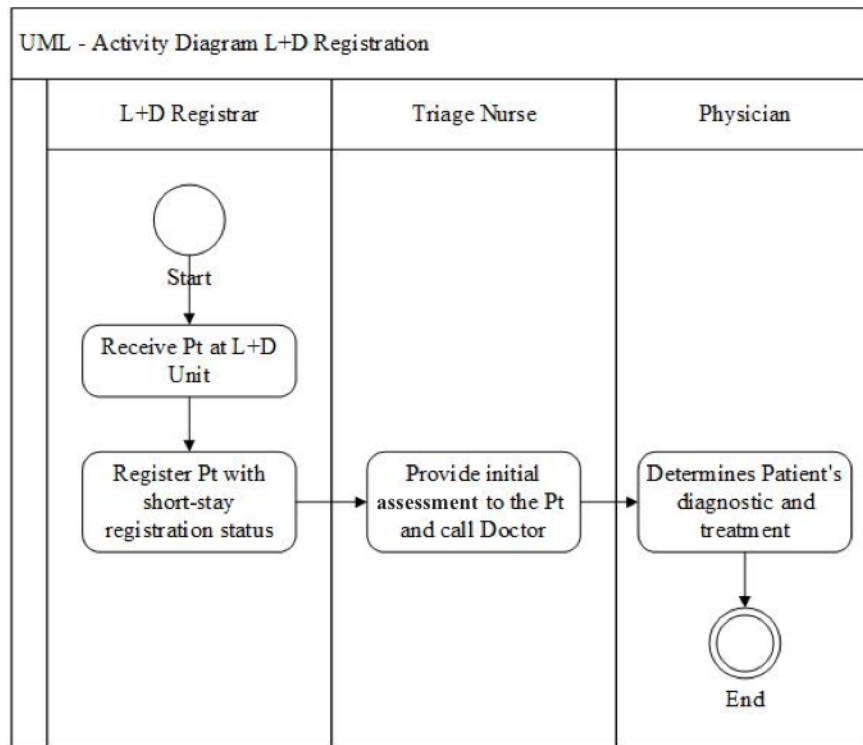 UML - Activity Diagram L+D Registration
L+D Registrar
Triage Nurse
Physician
Start
Receive Pt at L+D
Unit
Register Pt with
short-stay
registration status
Provide initial
assessment to the Pt
and call Doctor
Determines Patient's
diagnostic and
treatment
End